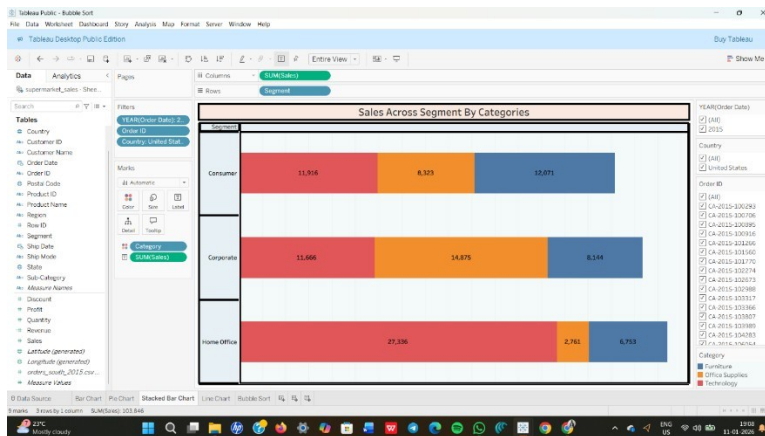 Tableau Public - Bubble Sort
File Data Worksheet Dashboard Story Analysis Map Format Server Window Help
Tableau Desktop Public Edition
Buy Tableau
Entire View
Show Me
Data Analytics
supermarket_sales - Shee...
Search
Tables
Country
Customer ID
Customer Name
Order Date
Order ID
Postal Code
Product ID
Product Name
Region
Row ID
Segment
Ship Date
Ship Mode
State
Sub-Category
Measure Names
Discount
Profit
Quantity
Revenue
Sales
Latitude (generated)
Longitude (generated)
orders_south_2015.csv ...
Measure Values
Pages
Filters
YEAR(Order Date): 2...
Order ID
Country: United Stat..
Marks
Automatic
Color Size Label
Detail Tooltip
Category
SUM(Sales)
Columns SUM(Sales)
Rows Segment
Sales Across Segment By Categories
Segment
Consumer 11,916 8,323 12,071
Corporate 11,666 14,875 8,144
Home Office 27,336 2,761 6,753
YEAR(Order Date)
(All)
2015
Country
(All)
United States
Order ID
(All)
CA-2015-100293
CA-2015-100706
CA-2015-100895
CA-2015-100916
CA-2015-101266
CA-2015-101560
CA-2015-101770
CA-2015-102274
CA-2015-102673
CA-2015-102988
CA-2015-103317
CA-2015-103366
CA-2015-103807
CA-2015-103989
CA-2015-104283
Category
Furniture
Office Supplies
Technology
Data Source Bar Chart Pie Chart Stacked Bar Chart Line Chart Bubble Sort
9 marks 3 rows by 1 column SUM(Sales): 103,846
23°C
Mostly cloudy
ENG
US
19:08
11-01-2026